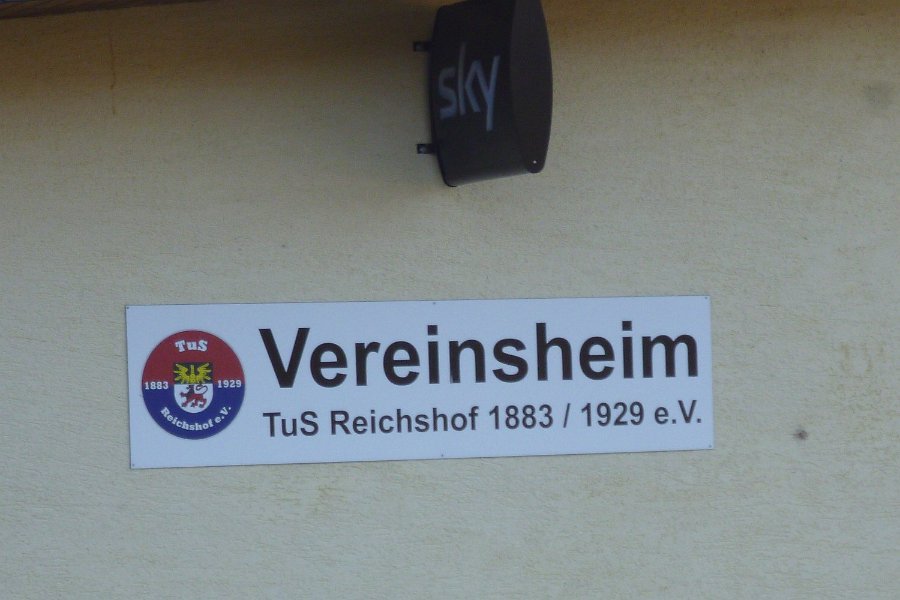 sky
Vereinsheim
TuS Reichshof 1883 / 1929 e.V.
TuS
1883 1929
Reichshof e.V.